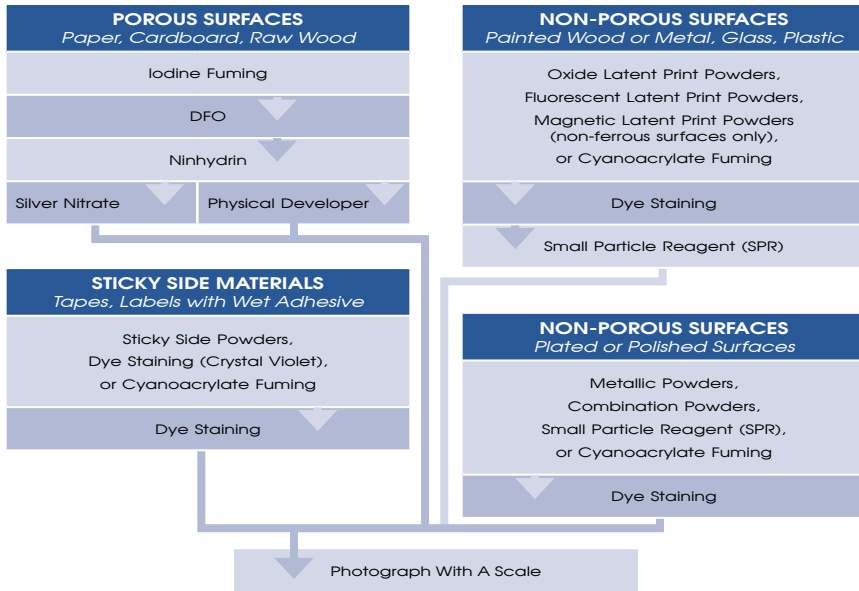 POROUS SURFACES
Paper, Cardboard, Raw Wood
Iodine Fuming
DFO
Ninhydrin
Silver Nitrate
Physical Developer
STICKY SIDE MATERIALS
Tapes, Labels with Wet Adhesive
Sticky Side Powders,
Dye Staining (Crystal Violet),
or Cyanoacrylate Fuming
Dye Staining
NON-POROUS SURFACES
Painted Wood or Metal, Glass, Plastic
Oxide Latent Print Powders,
Fluorescent Latent Print Powders,
Magnetic Latent Print Powders
(non-ferrous surfaces only),
or Cyanoacrylate Fuming
Dye Staining
Small Particle Reagent (SPR)
NON-POROUS SURFACES
Plated or Polished Surfaces
Metallic Powders,
Combination Powders,
Small Particle Reagent (SPR),
or Cyanoacrylate Fuming
Dye Staining
Photograph With A Scale